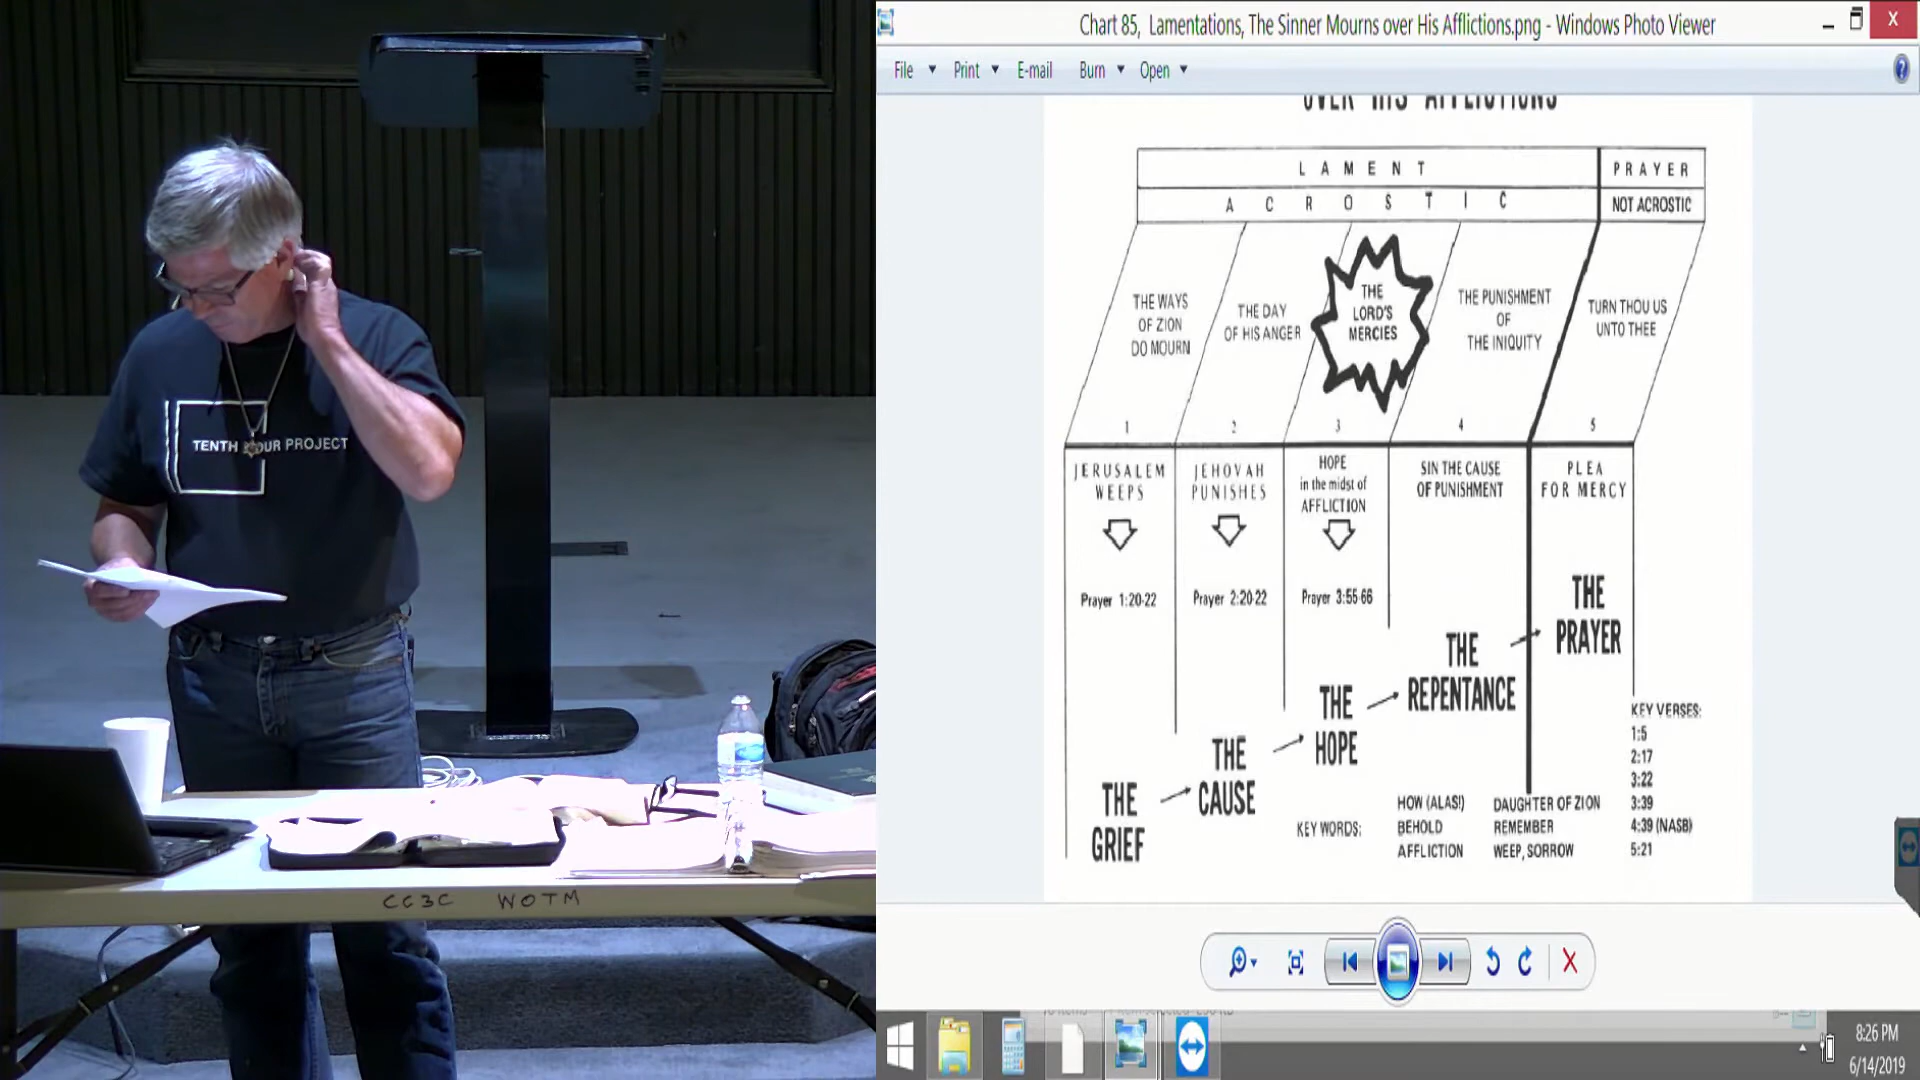 TENTH HOUR PROJECT
CC3C WOTM
Chart 85, Lamentations, The Sinner Mourns over His Afflictions.png - Windows Photo Viewer
File Print E-mail Burn Open
OVER HIS AFFLICTIONS
LAMENT
PRAYER
ACROSTIC
NOT ACROSTIC
THE WAYS
OF ZION
DO MOURN
THE DAY
OF HIS ANGER
THE
LORD'S
MERCIES
THE PUNISHMENT
OF
THE INIQUITY
TURN THOU US
UNTO THEE
1
2
3
4
5
JERUSALEM
WEEPS
JEHOVAH
PUNISHES
HOPE
in the midst of
AFFLICTION
SIN THE CAUSE
OF PUNISHMENT
PLEA
FOR MERCY
Prayer 1:20-22
Prayer 2:20-22
Prayer 3:55-66
THE
GRIEF
THE
CAUSE
THE
HOPE
THE
REPENTANCE
THE
PRAYER
KEY WORDS:
HOW (ALAS!)
BEHOLD
AFFLICTION
DAUGHTER OF ZION
REMEMBER
WEEP, SORROW
KEY VERSES:
1:5
2:17
3:22
3:39
4:39 (NASB)
5:21
8:26 PM
6/14/2019